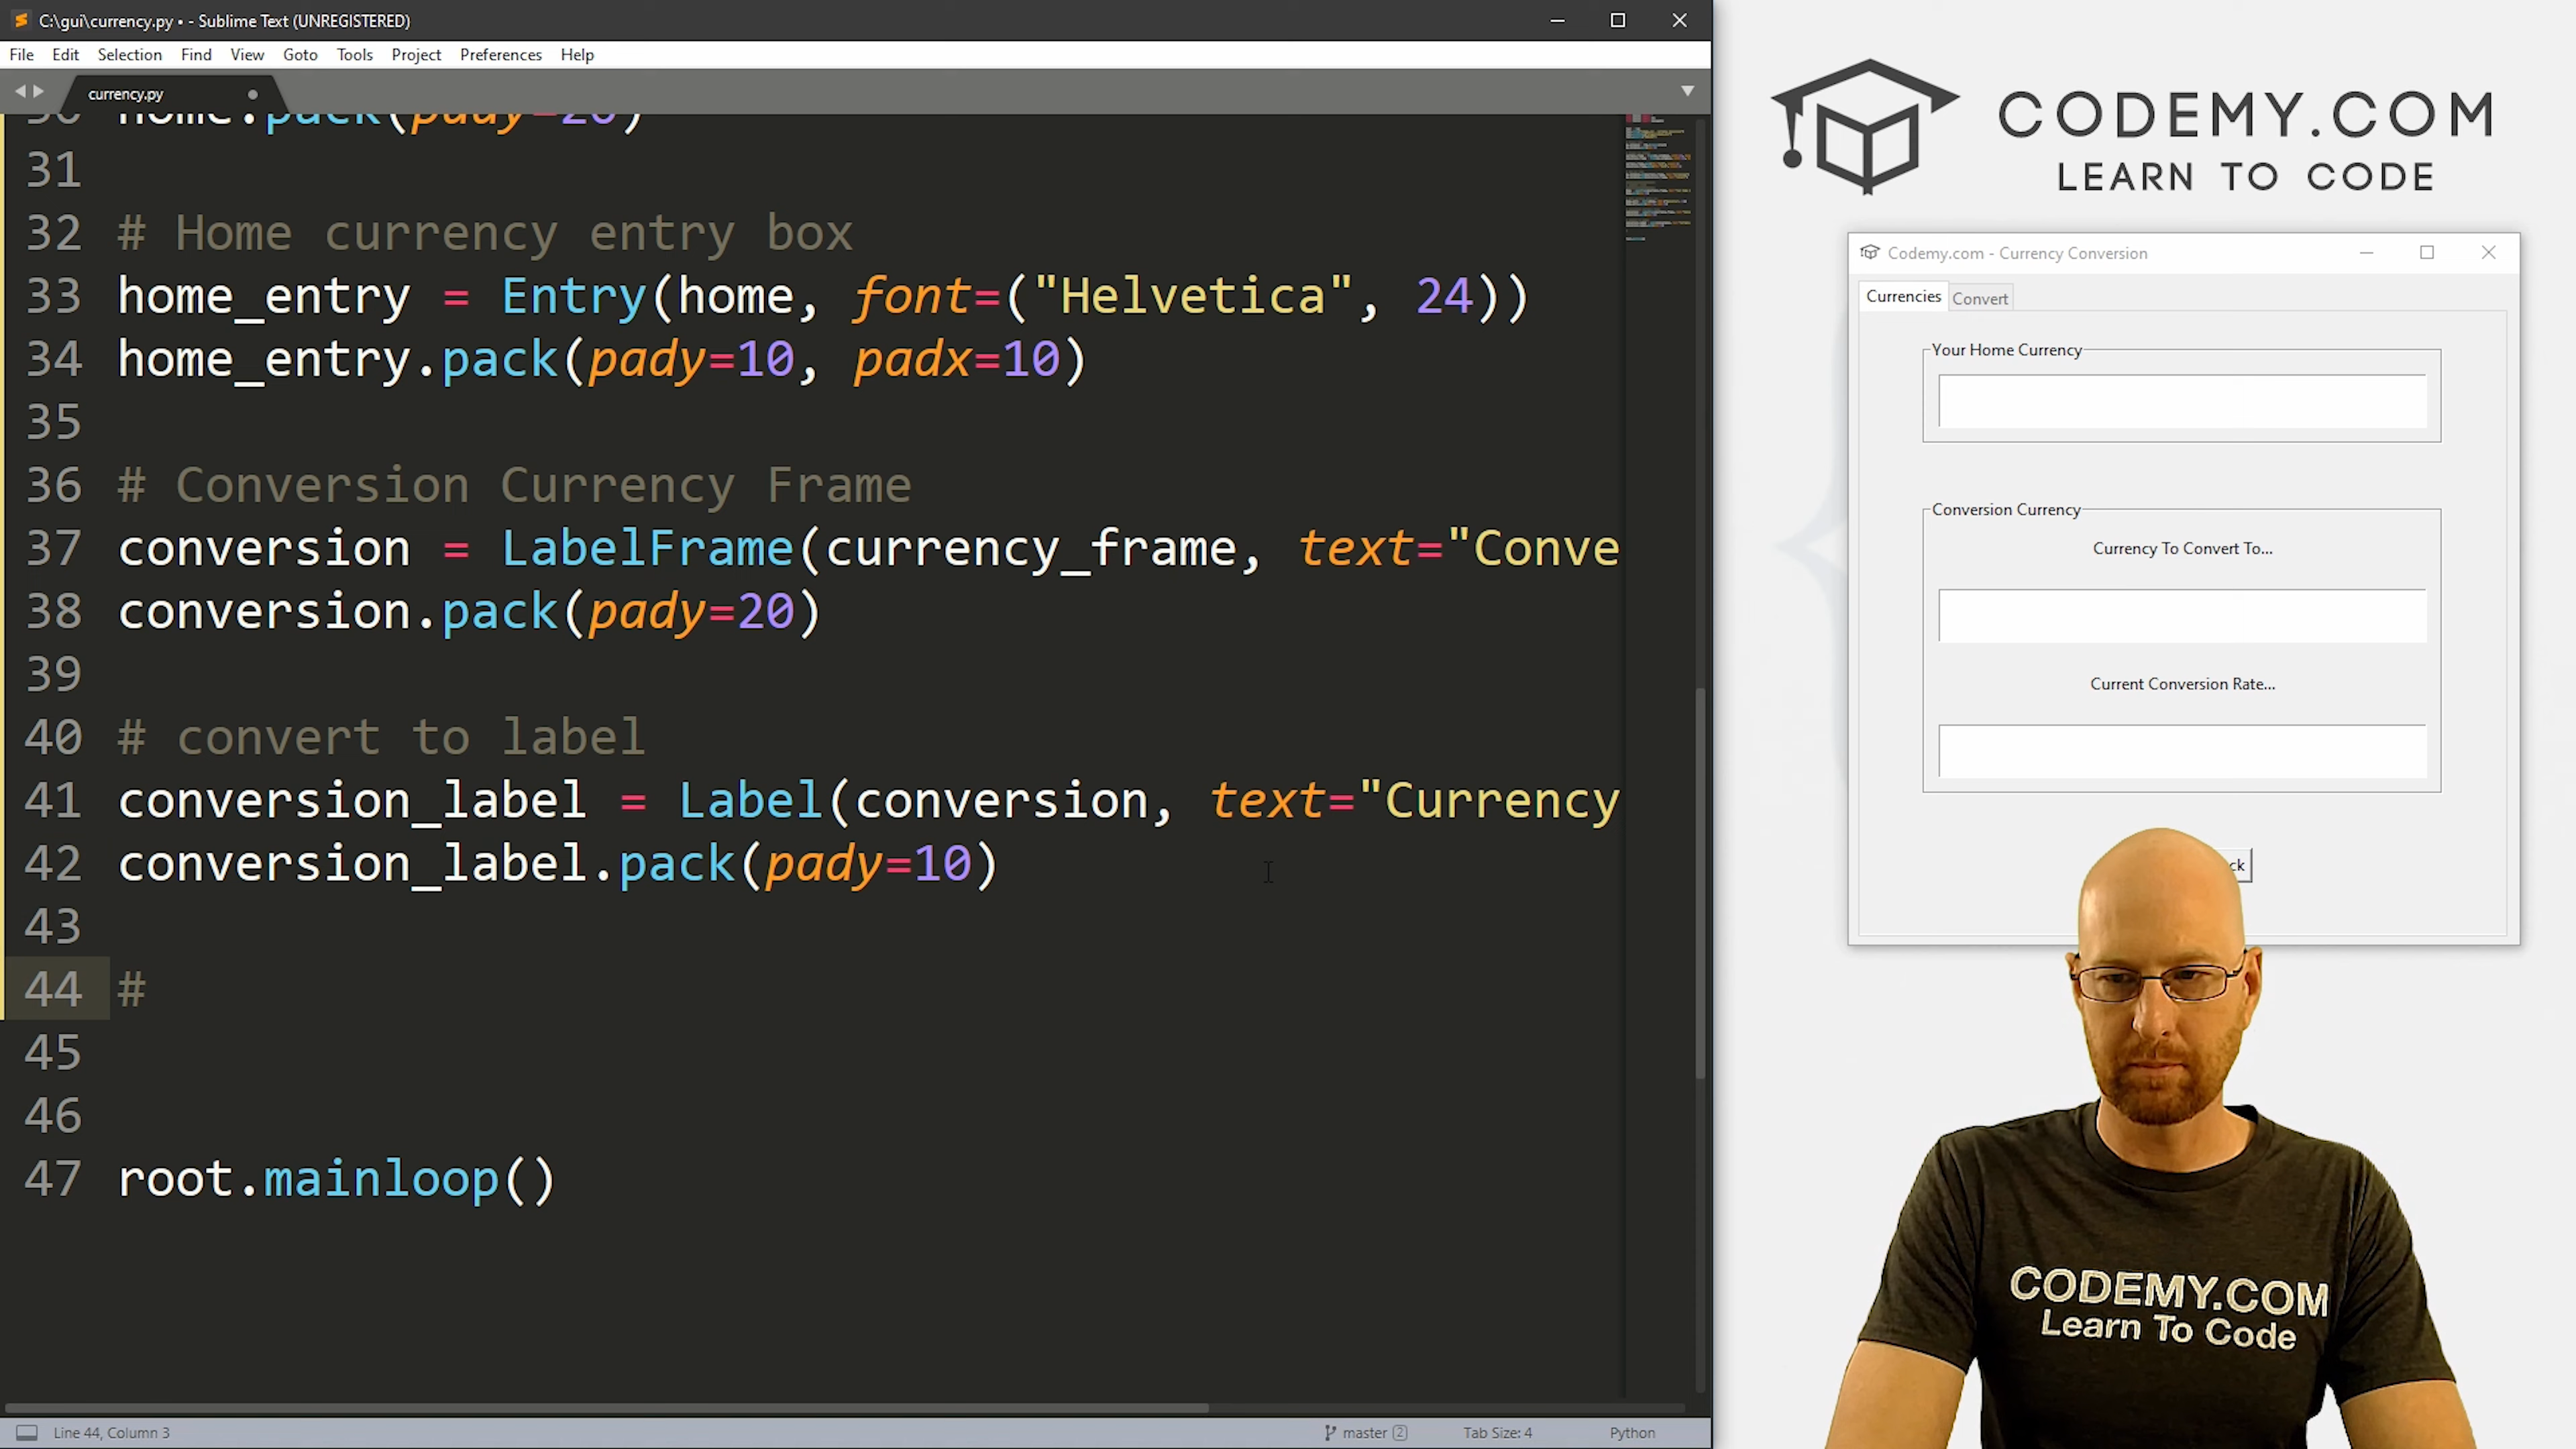 C:\gui\currency.py • - Sublime Text (UNREGISTERED)
File Edit Selection Find View Goto Tools Project Preferences Help
currency.py
30 home.pack(pady=20)
31
32 # Home currency entry box
33 home_entry = Entry(home, font=("Helvetica", 24))
34 home_entry.pack(pady=10, padx=10)
35
36 # Conversion Currency Frame
37 conversion = LabelFrame(currency_frame, text="Conve
38 conversion.pack(pady=20)
39
40 # convert to label
41 conversion_label = Label(conversion, text="Currency
42 conversion_label.pack(pady=10)
43
44 #
45
46
47 root.mainloop()
Line 44, Column 3
master 2
Tab Size: 4
Python
CODEMY.COM
LEARN TO CODE
Codemy.com - Currency Conversion
Currencies Convert
Your Home Currency
Conversion Currency
Currency To Convert To...
Current Conversion Rate...
CODEMY.COM
Learn To Code